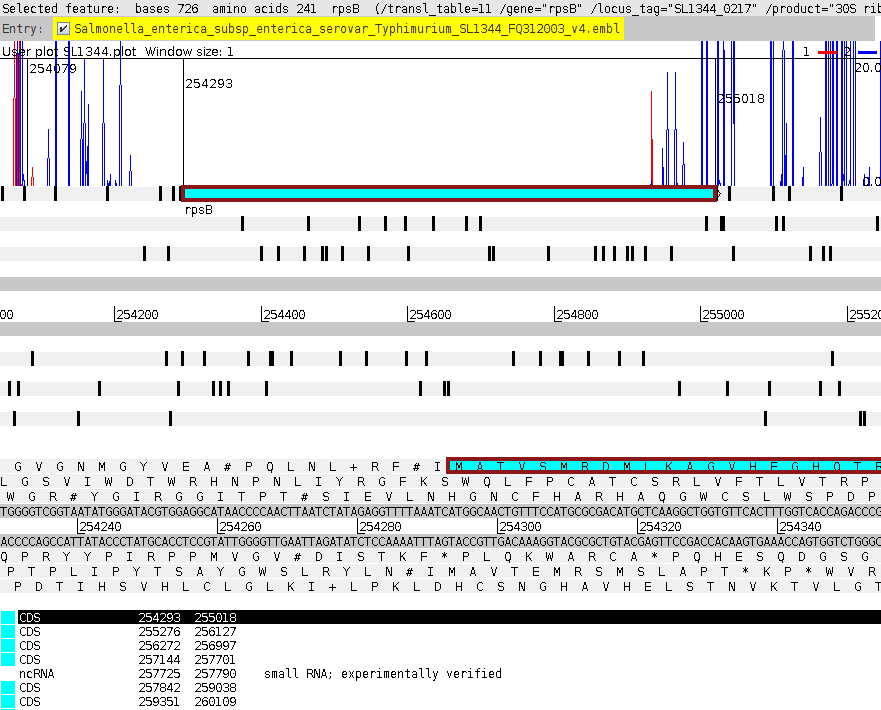 Selected feature:  bases 726  amino acids 241  rpsB  (/transl_table=11 /gene="rpsB" /locus_tag="SL1344_0217" /product="30S rib
Entry: Salmonella_enterica_subsp_enterica_serovar_Typhimurium_SL1344_FQ312003_v4.embl
User plot SL1344.plot  Window size: 1 1 2
254079 20.0
254293
255018
0.0
rpsB
00 254200 254400 254600 254800 255000 25520
G V G N M G Y V E A # P Q L N L + R F # I M A T V S M R D M L K A G V H F G H Q T R
L G S V I W D T R N H P N L I Y R G F K S W Q L F P C A T C S R L V F T L V T R P
W G R # Y G I R G G I T P T # S I E V L N H G N C F H A R H A Q G W C S L W S P D P
TGGGGTCGGTAATATGGGATACGTGGAGGCATAACCCCAACTTAATCTATAGAGGTTTTAAATCATGGCAACTGTTTCCATGCGCGACATGCTCAAGGCTGGTGTTCACTTTGGTCACCAGACCCG
254240 254260 254280 254300 254320 254340
ACCCCAGCCATTATACCCTATGCACCTCCGTATTGGGGTTGAATTAGATATCTCCAAAATTTAGTACCGTTGACAAAGGTACGCGCTGTACGAGTTCCGACCACAAGTGAAACCAGTGGTCTGGGC
Q P R Y Y P I R P P M V G V # D I S T K F * P L Q K W A R C A * P Q H E S Q D G S G
P T P L I P Y T S A Y G W S L R Y L N # I M A V T E M R S M S L A P T * K P * W V R
P D T I H S V H L C L G L K I + L P K L D H C S N G H A V H E L S T N V K T V L G T
CDS 254293 255018
CDS 255276 256127
CDS 256272 256997
CDS 257144 257701
ncRNA 257725 257790 small RNA; experimentally verified
CDS 257842 259038
CDS 259351 260109